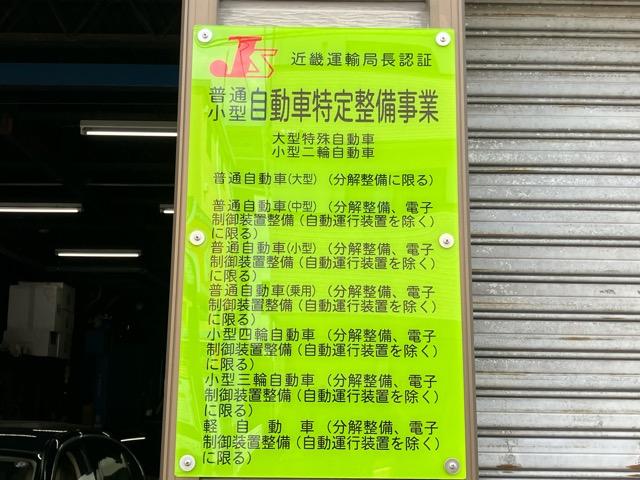 JS 近畿運輸局長認証
普通
小型 自動車特定整備事業
大型特殊自動車
小型二輪自動車
普通自動車(大型)（分解整備に限る）
普通自動車(中型)（分解整備、電子
制御装置整備（自動運行装置を除く）
に限る）
普通自動車(小型)（分解整備、電子
制御装置整備（自動運行装置を除く）
に限る）
普通自動車(乗用)（分解整備、電子
制御装置整備（自動運行装置を除く）
に限る）
小型四輪自動車（分解整備、電子
制御装置整備（自動運行装置を除く）
に限る）
小型三輪自動車（分解整備、電子
制御装置整備（自動運行装置を除く）
に限る）
軽自動車（分解整備、電子
制御装置整備（自動運行装置を除く）
に限る）